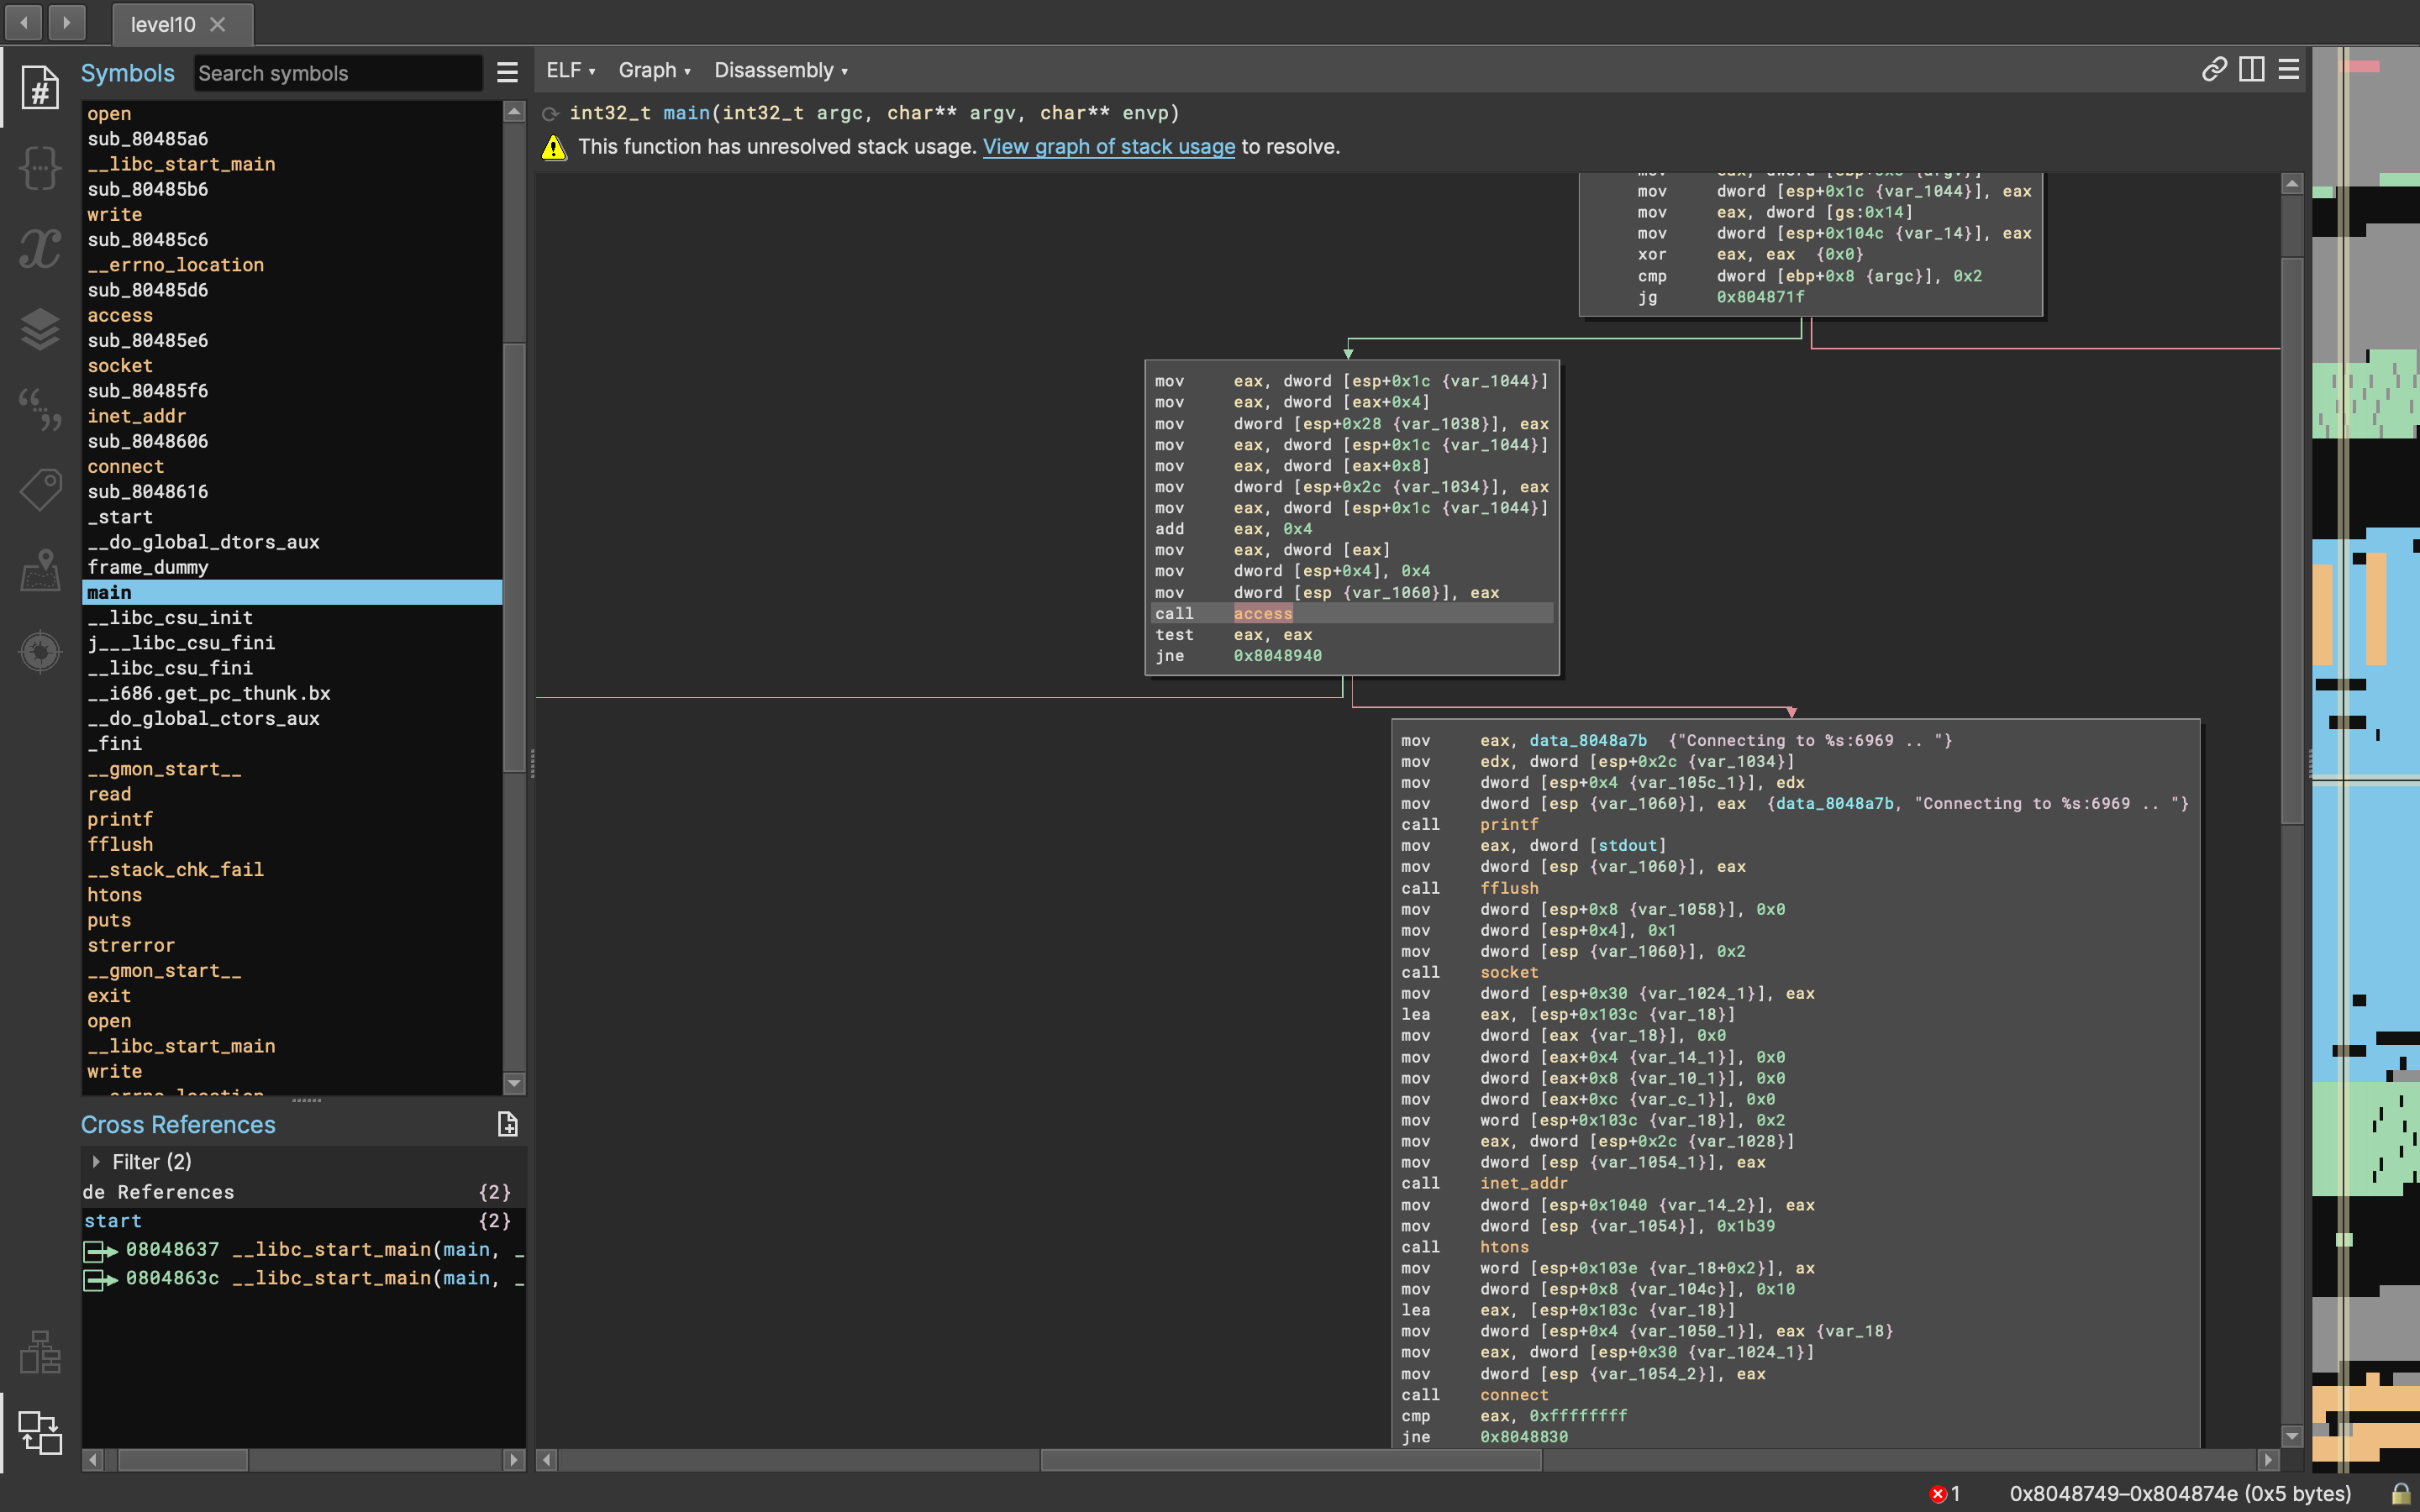 level10
Symbols
Search symbols
open
sub_80485a6
__libc_start_main
sub_80485b6
write
sub_80485c6
__errno_location
sub_80485d6
access
sub_80485e6
socket
sub_80485f6
inet_addr
sub_8048606
connect
sub_8048616
_start
__do_global_dtors_aux
frame_dummy
main
__libc_csu_init
j___libc_csu_fini
__libc_csu_fini
__i686.get_pc_thunk.bx
__do_global_ctors_aux
_fini
__gmon_start__
read
printf
fflush
__stack_chk_fail
htons
puts
strerror
__gmon_start__
exit
open
__libc_start_main
write
__errno_location
Cross References
Filter (2)
de References {2}
start {2}
08048637 __libc_start_main(main, _
0804863c __libc_start_main(main, _
ELF Graph Disassembly
int32_t main(int32_t argc, char** argv, char** envp)
This function has unresolved stack usage. View graph of stack usage to resolve.
mov eax, dword [ebp+0xc {argv}]
mov dword [esp+0x1c {var_1044}], eax
mov eax, dword [gs:0x14]
mov dword [esp+0x104c {var_14}], eax
xor eax, eax {0x0}
cmp dword [ebp+0x8 {argc}], 0x2
jg 0x804871f
mov eax, dword [esp+0x1c {var_1044}]
mov eax, dword [eax+0x4]
mov dword [esp+0x28 {var_1038}], eax
mov eax, dword [esp+0x1c {var_1044}]
mov eax, dword [eax+0x8]
mov dword [esp+0x2c {var_1034}], eax
mov eax, dword [esp+0x1c {var_1044}]
add eax, 0x4
mov eax, dword [eax]
mov dword [esp+0x4], 0x4
mov dword [esp {var_1060}], eax
call access
test eax, eax
jne 0x8048940
mov eax, data_8048a7b {"Connecting to %s:6969 .. "}
mov edx, dword [esp+0x2c {var_1034}]
mov dword [esp+0x4 {var_105c_1}], edx
mov dword [esp {var_1060}], eax {data_8048a7b, "Connecting to %s:6969 .. "}
call printf
mov eax, dword [stdout]
mov dword [esp {var_1060}], eax
call fflush
mov dword [esp+0x8 {var_1058}], 0x0
mov dword [esp+0x4], 0x1
mov dword [esp {var_1060}], 0x2
call socket
mov dword [esp+0x30 {var_1024_1}], eax
lea eax, [esp+0x103c {var_18}]
mov dword [eax {var_18}], 0x0
mov dword [eax+0x4 {var_14_1}], 0x0
mov dword [eax+0x8 {var_10_1}], 0x0
mov dword [eax+0xc {var_c_1}], 0x0
mov word [esp+0x103c {var_18}], 0x2
mov eax, dword [esp+0x2c {var_1028}]
mov dword [esp {var_1054_1}], eax
call inet_addr
mov dword [esp+0x1040 {var_14_2}], eax
mov dword [esp {var_1054}], 0x1b39
call htons
mov word [esp+0x103e {var_18+0x2}], ax
mov dword [esp+0x8 {var_104c}], 0x10
lea eax, [esp+0x103c {var_18}]
mov dword [esp+0x4 {var_1050_1}], eax {var_18}
mov eax, dword [esp+0x30 {var_1024_1}]
mov dword [esp {var_1054_2}], eax
call connect
cmp eax, 0xffffffff
jne 0x8048830
1 0x8048749–0x804874e (0x5 bytes)